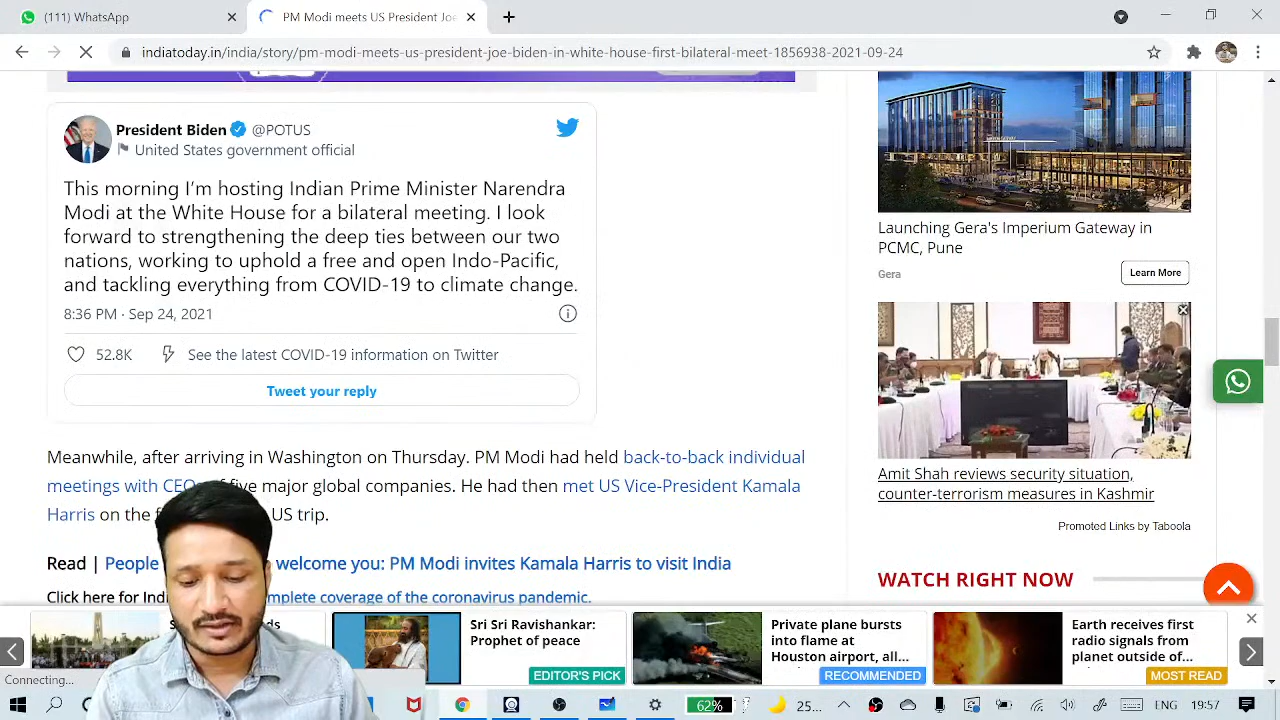 (111) WhatsApp
PM Modi meets US President Joe
indiatoday.in/india/story/pm-modi-meets-us-president-joe-biden-in-white-house-first-bilateral-meet-1856938-2021-09-24
President Biden @POTUS
United States government official
This morning I'm hosting Indian Prime Minister Narendra
Modi at the White House for a bilateral meeting. I look
forward to strengthening the deep ties between our two
nations, working to uphold a free and open Indo-Pacific,
and tackling everything from COVID-19 to climate change.
8:36 PM · Sep 24, 2021
52.8K See the latest COVID-19 information on Twitter
Tweet your reply
Meanwhile, after arriving in Washington on Thursday. PM Modi had held back-to-back individual
meetings with CEOs of five major global companies. He had then met US Vice-President Kamala
Harris on the US trip.
Read | People welcome you: PM Modi invites Kamala Harris to visit India
Click here for complete coverage of the coronavirus pandemic.
Launching Gera's Imperium Gateway in
PCMC, Pune
Gera
Learn More
Amit Shah reviews security situation,
counter-terrorism measures in Kashmir
Promoted Links by Taboola
WATCH RIGHT NOW
Sri Sri Ravishankar:
Prophet of peace
EDITOR'S PICK
Private plane bursts
into flame at
Houston airport, all...
RECOMMENDED
Earth receives first
radio signals from
planet outside of...
MOST READ
Connecting...
62%
25...
ENG
19:57